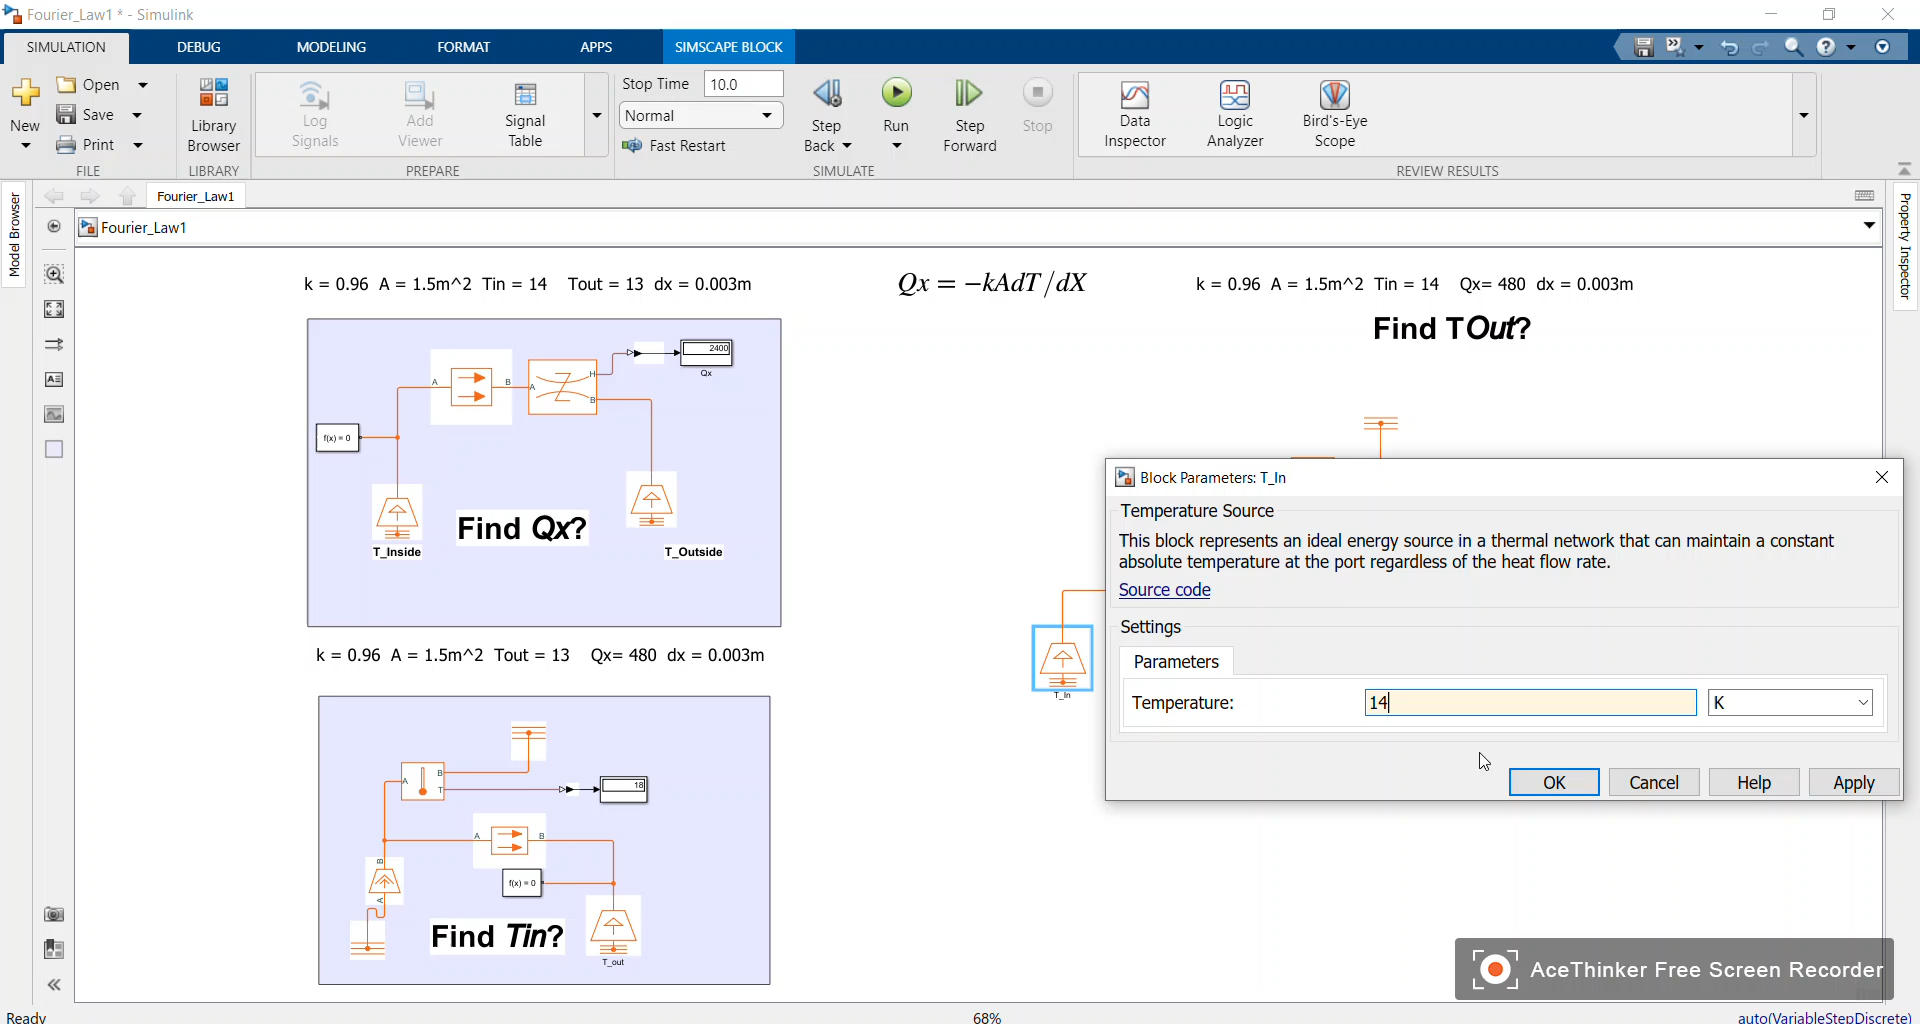 Fourier_Law1 * - Simulink
SIMULATION
DEBUG
MODELING
FORMAT
APPS
SIMSCAPE BLOCK
New
Open
Save
Print
FILE
Library
Browser
LIBRARY
Log
Signals
Add
Viewer
Signal
Table
PREPARE
Stop Time 10.0
Normal
Fast Restart
Step
Back
Run
Step
Forward
Stop
SIMULATE
Data
Inspector
Logic
Analyzer
Bird's-Eye
Scope
REVIEW RESULTS
Model Browser
Property Inspector
Fourier_Law1
Fourier_Law1
k = 0.96 A = 1.5m^2 Tin = 14 Tout = 13 dx = 0.003m
Qx = −kAdT/dX
k = 0.96 A = 1.5m^2 Tin = 14 Qx= 480 dx = 0.003m
Find TOut?
A
B
A
H
B
2400
Qx
f(x) = 0
Find Qx?
T_Inside
T_Outside
k = 0.96 A = 1.5m^2 Tout = 13 Qx= 480 dx = 0.003m
A
B
T
18
A
B
B
A
f(x) = 0
Find Tin?
T_out
T_In
Block Parameters: T_In
Temperature Source
This block represents an ideal energy source in a thermal network that can maintain a constant
absolute temperature at the port regardless of the heat flow rate.
Source code
Settings
Parameters
Temperature: 14 K
OK
Cancel
Help
Apply
AceThinker Free Screen Recorder
Ready
68%
auto(VariableStepDiscrete)